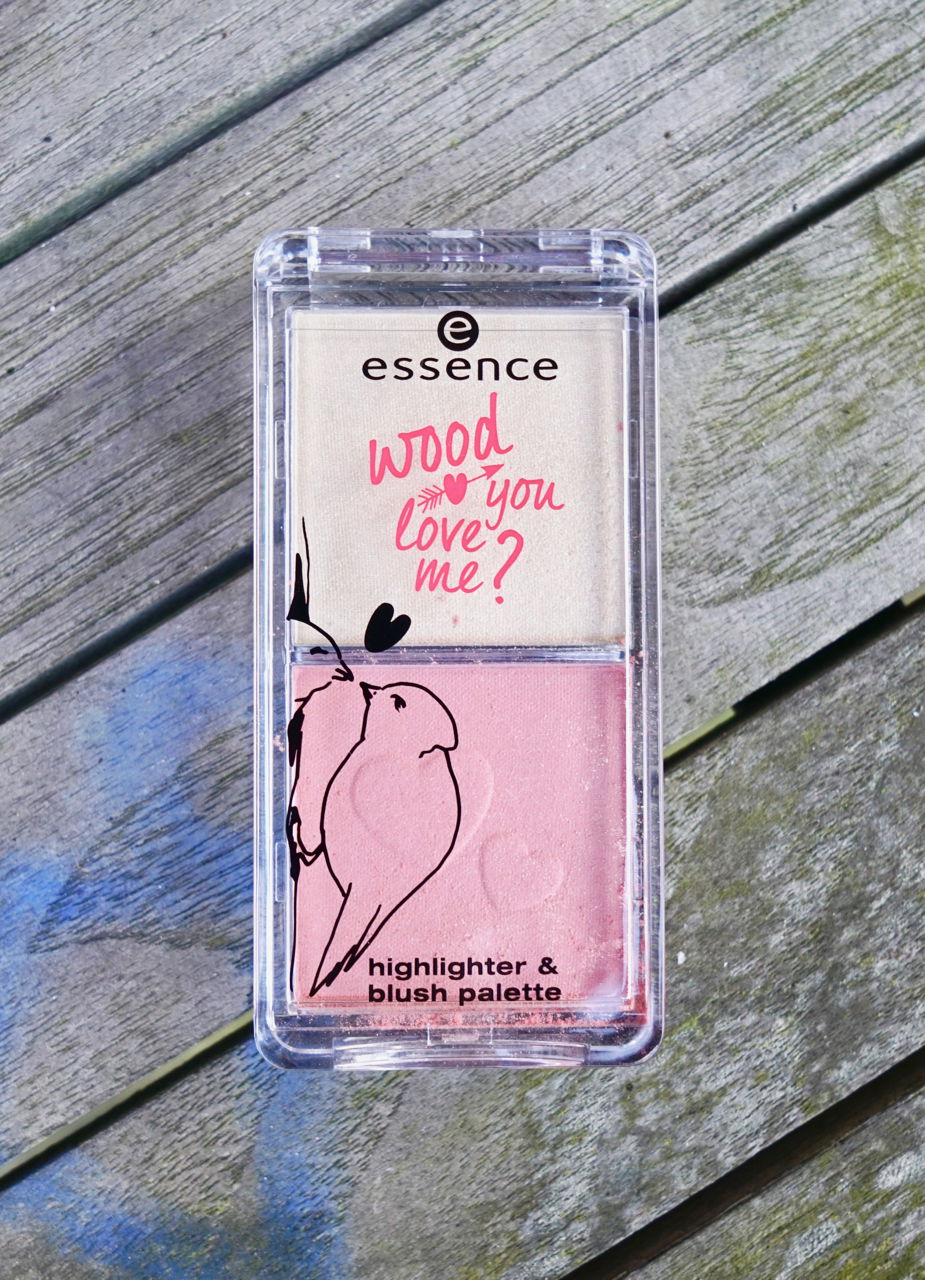 e
essence
wood
you
love
me?
highlighter &
blush palette